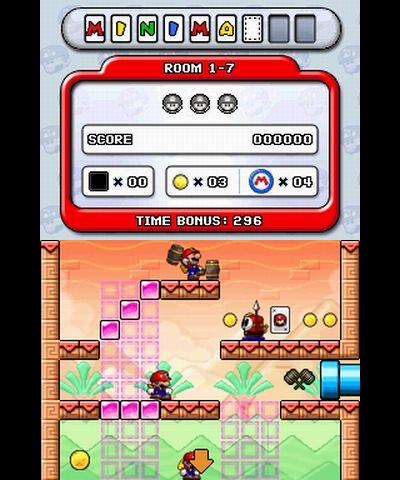 MINIMA
ROOM 1-7
SCORE 000000
× 00 × 03 M × 04
TIME BONUS: 296